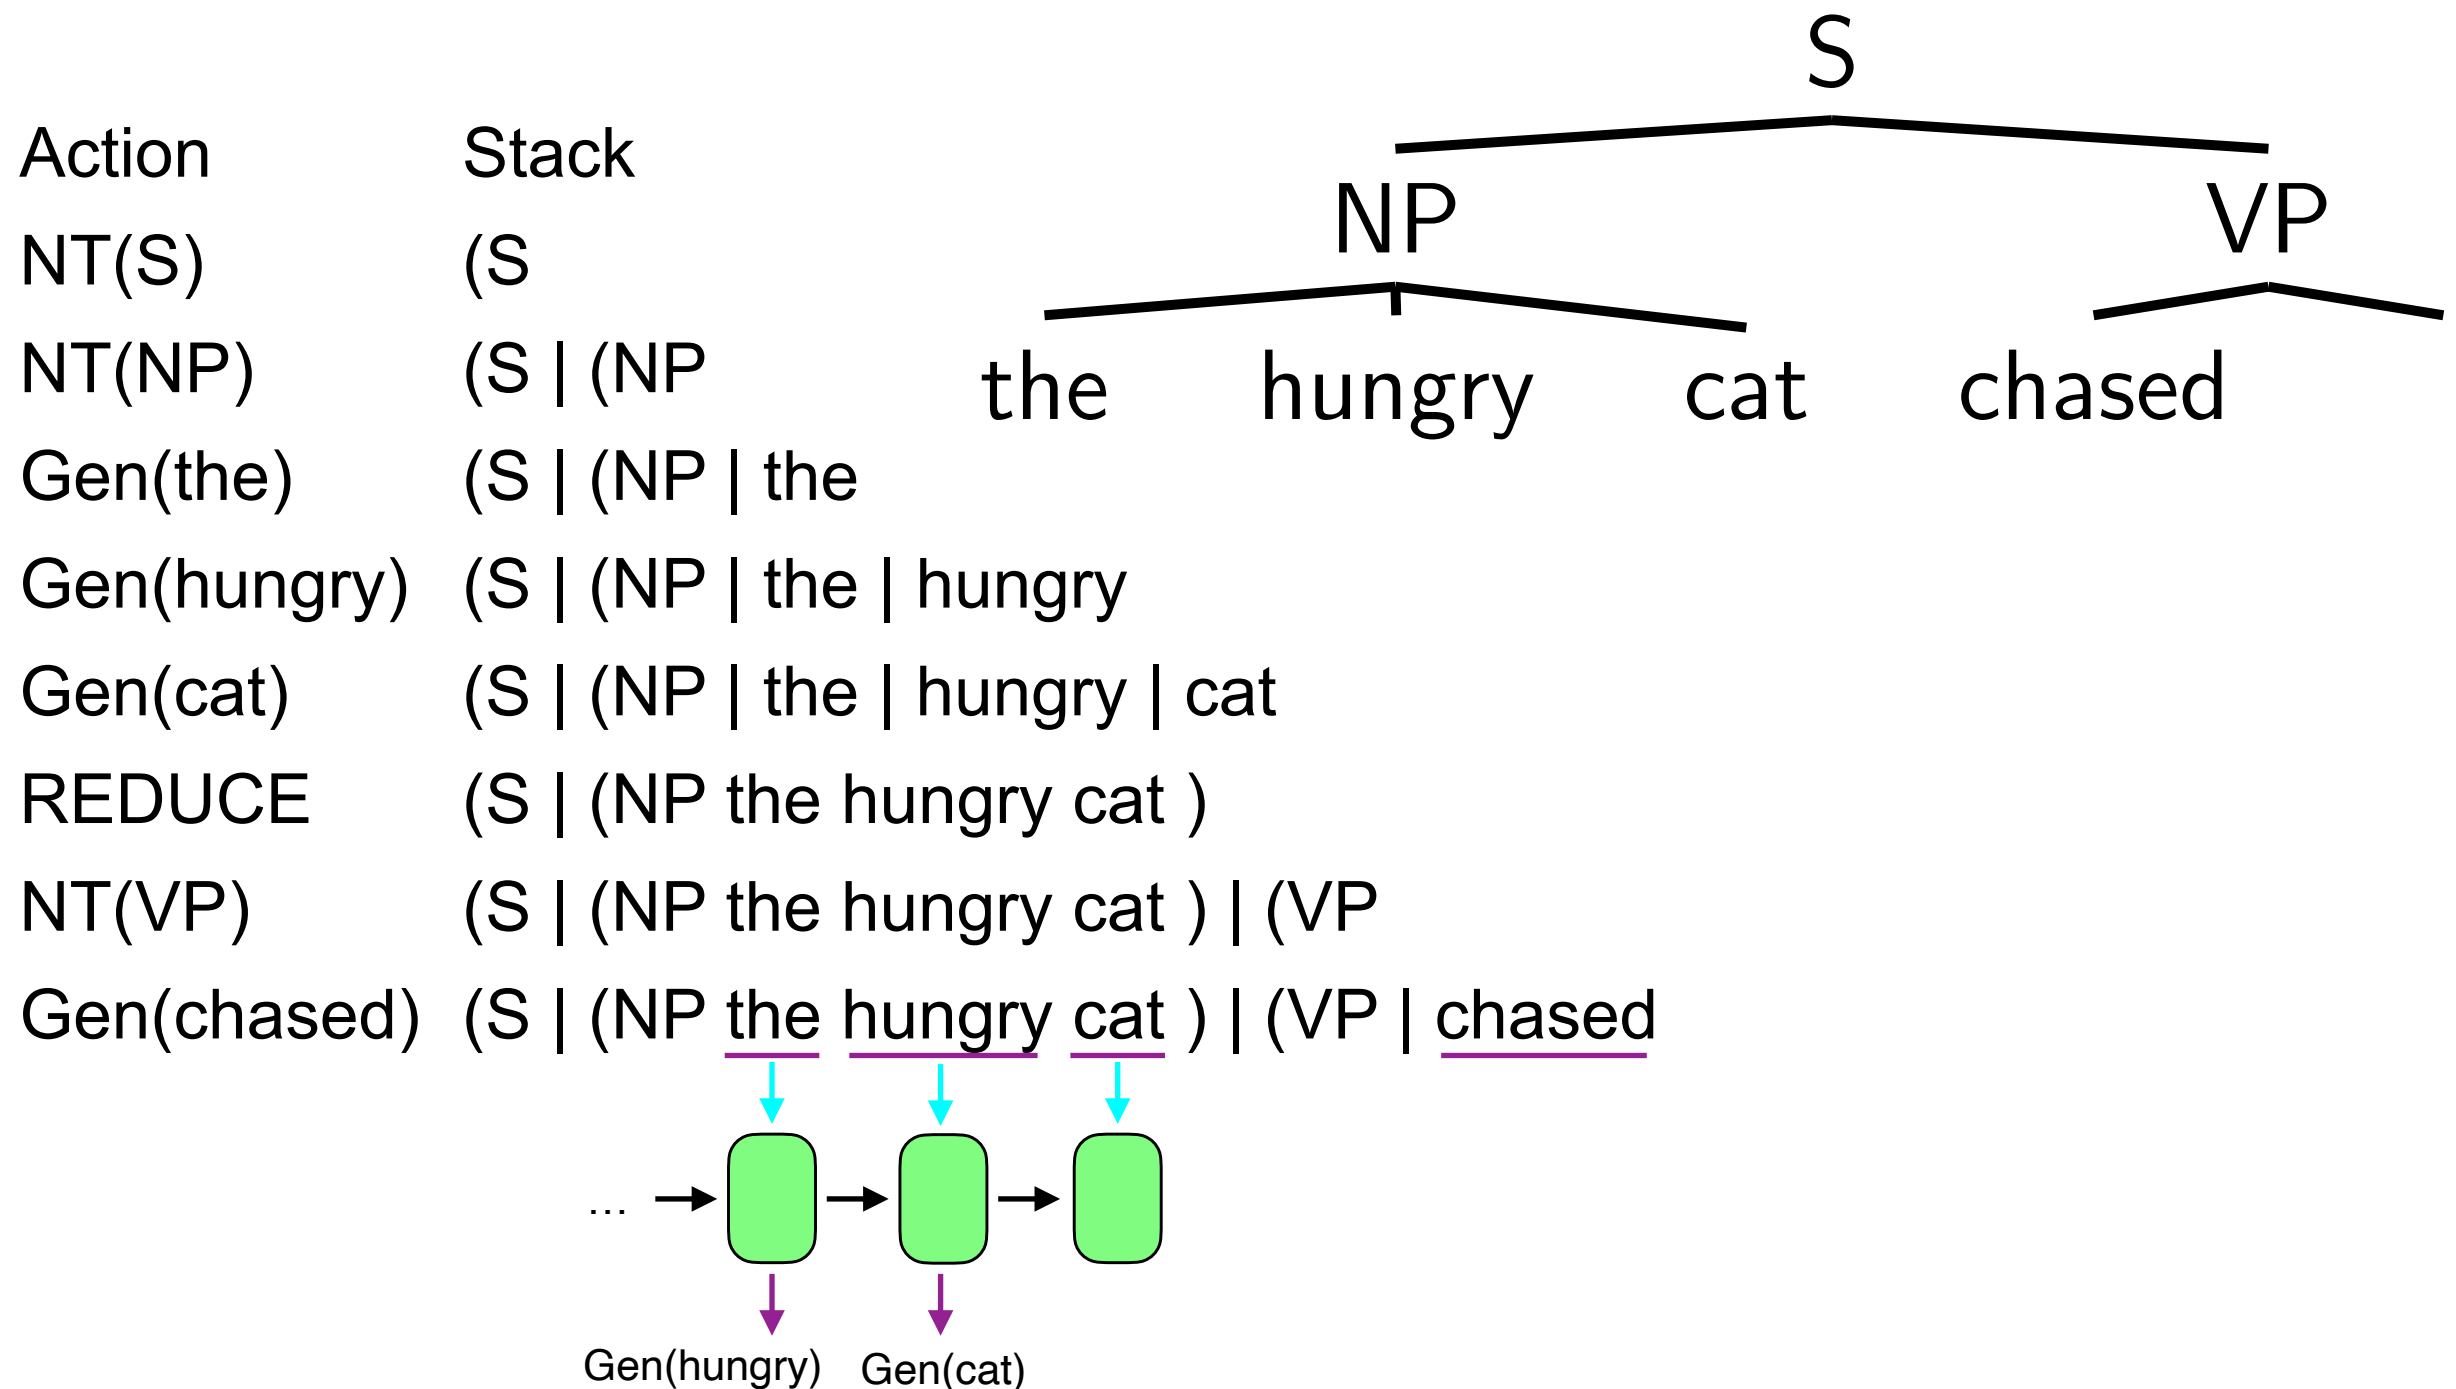 S
Action Stack
NP VP
NT(S) (S
NT(NP) (S | (NP
the hungry cat chased
Gen(the) (S | (NP | the
Gen(hungry) (S | (NP | the | hungry
Gen(cat) (S | (NP | the | hungry | cat
REDUCE (S | (NP the hungry cat )
NT(VP) (S | (NP the hungry cat ) | (VP
Gen(chased) (S | (NP the hungry cat ) | (VP | chased
...
Gen(hungry) Gen(cat)